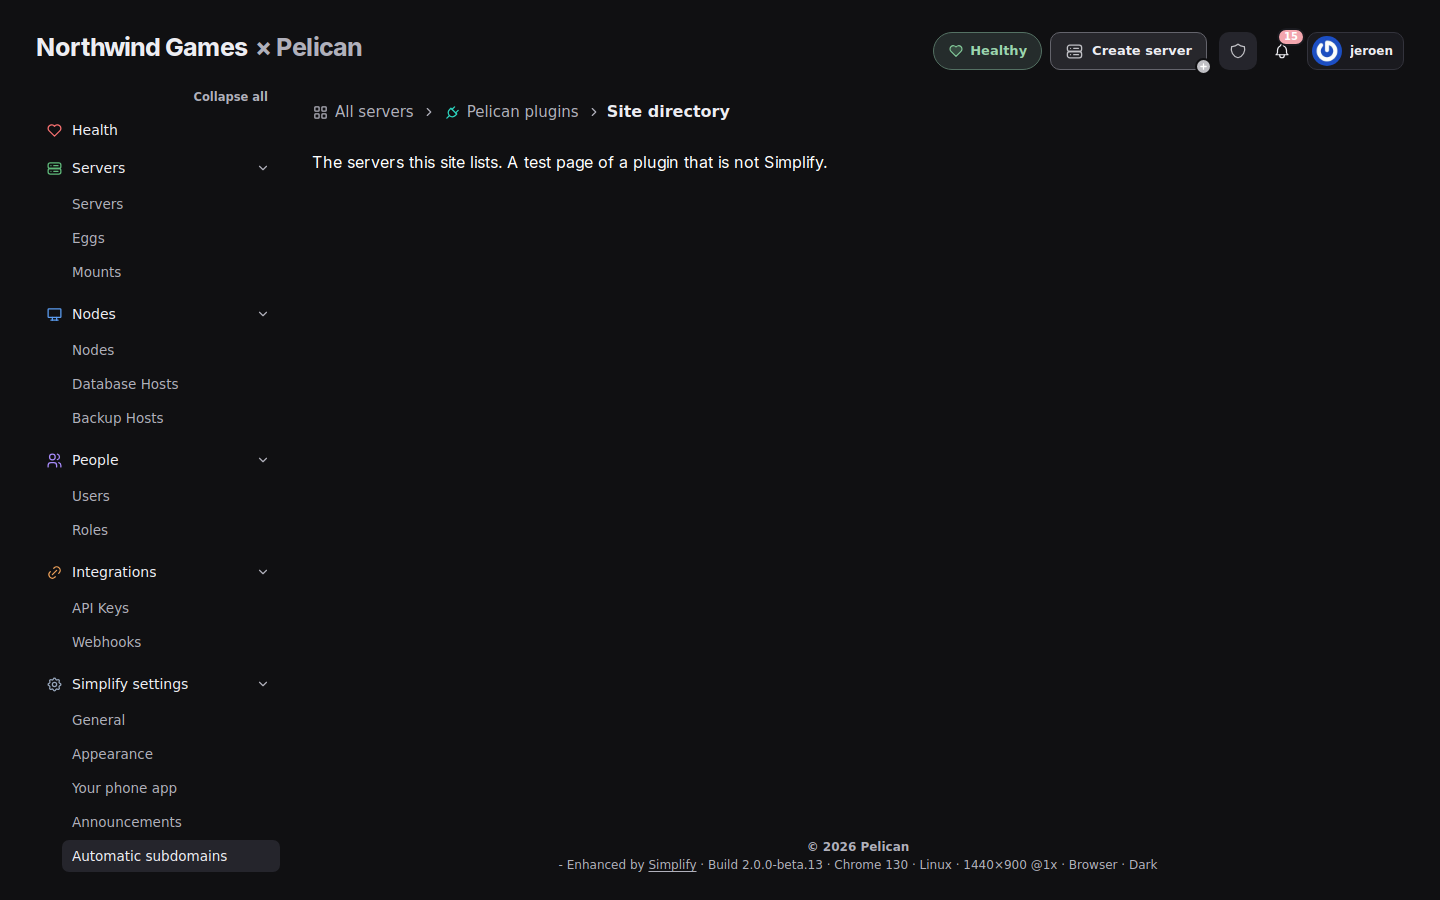 Northwind Games × Pelican
Healthy
Create server
15
jeroen
Collapse all
Health
Servers
Servers
Eggs
Mounts
Nodes
Nodes
Database Hosts
Backup Hosts
People
Users
Roles
Integrations
API Keys
Webhooks
Simplify settings
General
Appearance
Your phone app
Announcements
Automatic subdomains
All servers > Pelican plugins > Site directory
The servers this site lists. A test page of a plugin that is not Simplify.
© 2026 Pelican
- Enhanced by Simplify · Build 2.0.0-beta.13 · Chrome 130 · Linux · 1440×900 @1x · Browser · Dark